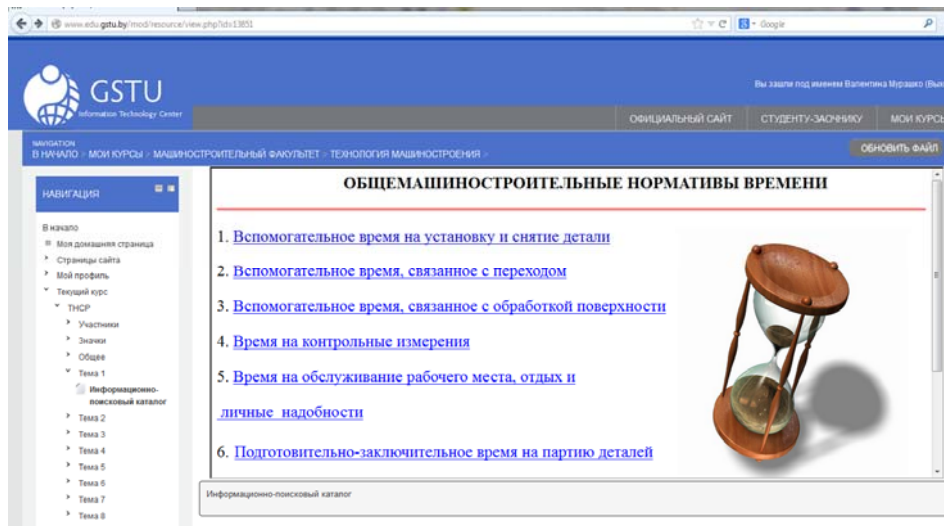 www.edu.gstu.by/mod/resource/view.php?id=13851
Google
GSTU
Information Technology Center
Вы зашли под именем Валентина Мурашко (Вых
ОФИЦИАЛЬНЫЙ САЙТ СТУДЕНТУ-ЗАОЧНИКУ МОИ КУРСЫ
NAVIGATION
В НАЧАЛО > МОИ КУРСЫ > МАШИНОСТРОИТЕЛЬНЫЙ ФАКУЛЬТЕТ > ТЕХНОЛОГИЯ МАШИНОСТРОЕНИЯ >
ОБНОВИТЬ ФАЙЛ
НАВИГАЦИЯ
В начало
Моя домашняя страница
Страницы сайта
Мой профиль
Текущий курс
ТНСР
Участники
Значки
Общее
Тема 1
Информационно-
поисковый каталог
Тема 2
Тема 3
Тема 4
Тема 5
Тема 6
Тема 7
Тема 8
ОБЩЕМАШИНОСТРОИТЕЛЬНЫЕ НОРМАТИВЫ ВРЕМЕНИ
1. Вспомогательное время на установку и снятие детали
2. Вспомогательное время, связанное с переходом
3. Вспомогательное время, связанное с обработкой поверхности
4. Время на контрольные измерения
5. Время на обслуживание рабочего места, отдых и
личные надобности
6. Подготовительно-заключительное время на партию деталей
Информационно-поисковый каталог